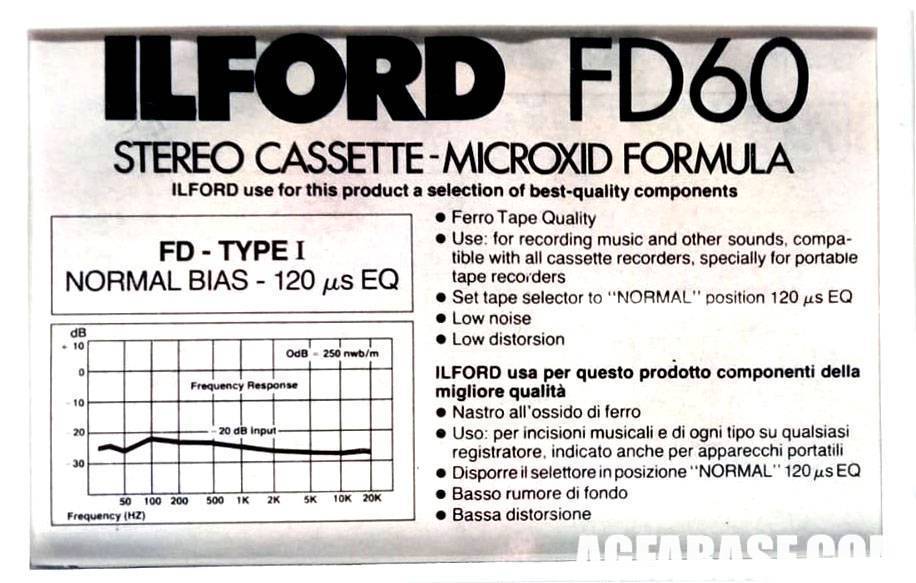 ILFORD FD60
STEREO CASSETTE-MICROXID FORMULA
ILFORD use for this product a selection of best-quality components
FD - TYPE I
NORMAL BIAS - 120 µs EQ
dB
+ 10
0
10
20
30
OdB - 250 nwb/m
Frequency Response
- 20 dB input
50 100 200 500 1K 2K 5K 10K 20K
Frequency (HZ)
● Ferro Tape Quality
● Use: for recording music and other sounds, compa-
tible with all cassette recorders, specially for portable
tape recorders
● Set tape selector to "NORMAL" position 120 µs EQ
● Low noise
● Low distorsion
ILFORD usa per questo prodotto componenti della
migliore qualità
● Nastro all'ossido di ferro
● Uso: per incisioni musicali e di ogni tipo su qualsiasi
registratore, indicato anche per apparecchi portatili
● Disporre il selettore in posizione "NORMAL" 120 µs EQ
● Basso rumore di fondo
● Bassa distorsione
AGFABASE.COM